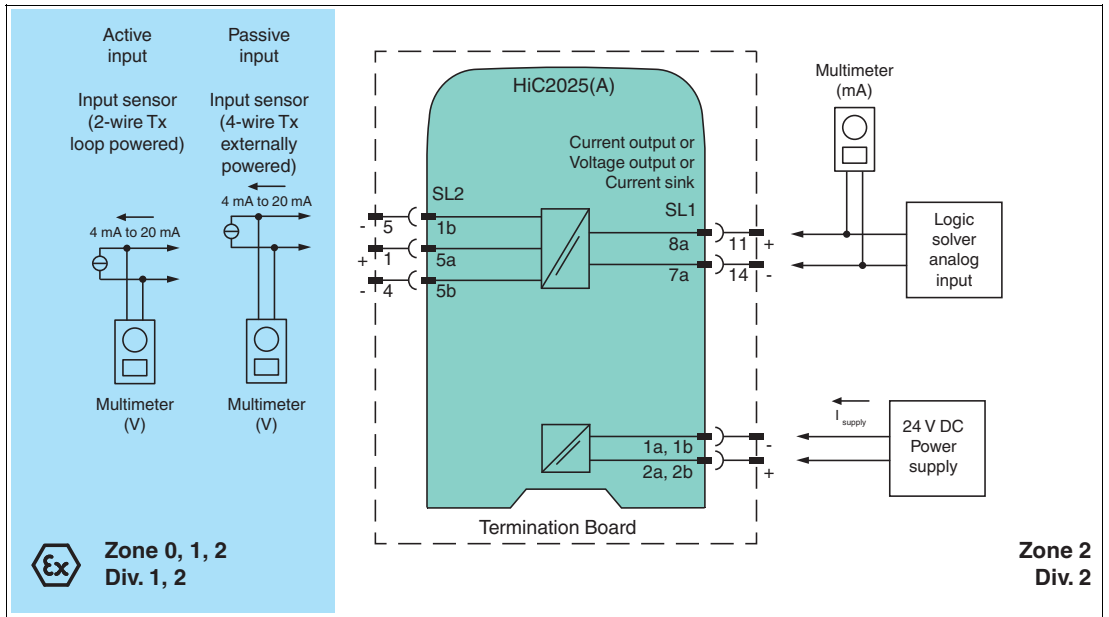 Active
input
Passive
input
Input sensor
(2-wire Tx
loop powered)
Input sensor
(4-wire Tx
externally
powered)
4 mA to 20 mA
4 mA to 20 mA
Multimeter
(V)
Multimeter
(V)
Ex
Zone 0, 1, 2
Div. 1, 2
HiC2025(A)
Current output or
Voltage output or
Current sink
SL2
SL1
- 5 1b
+ 1 5a
- 4 5b
8a 11 +
7a 14 -
1a, 1b -
2a, 2b +
Termination Board
Multimeter
(mA)
Logic
solver
analog
input
I supply
24 V DC
Power
supply
Zone 2
Div. 2